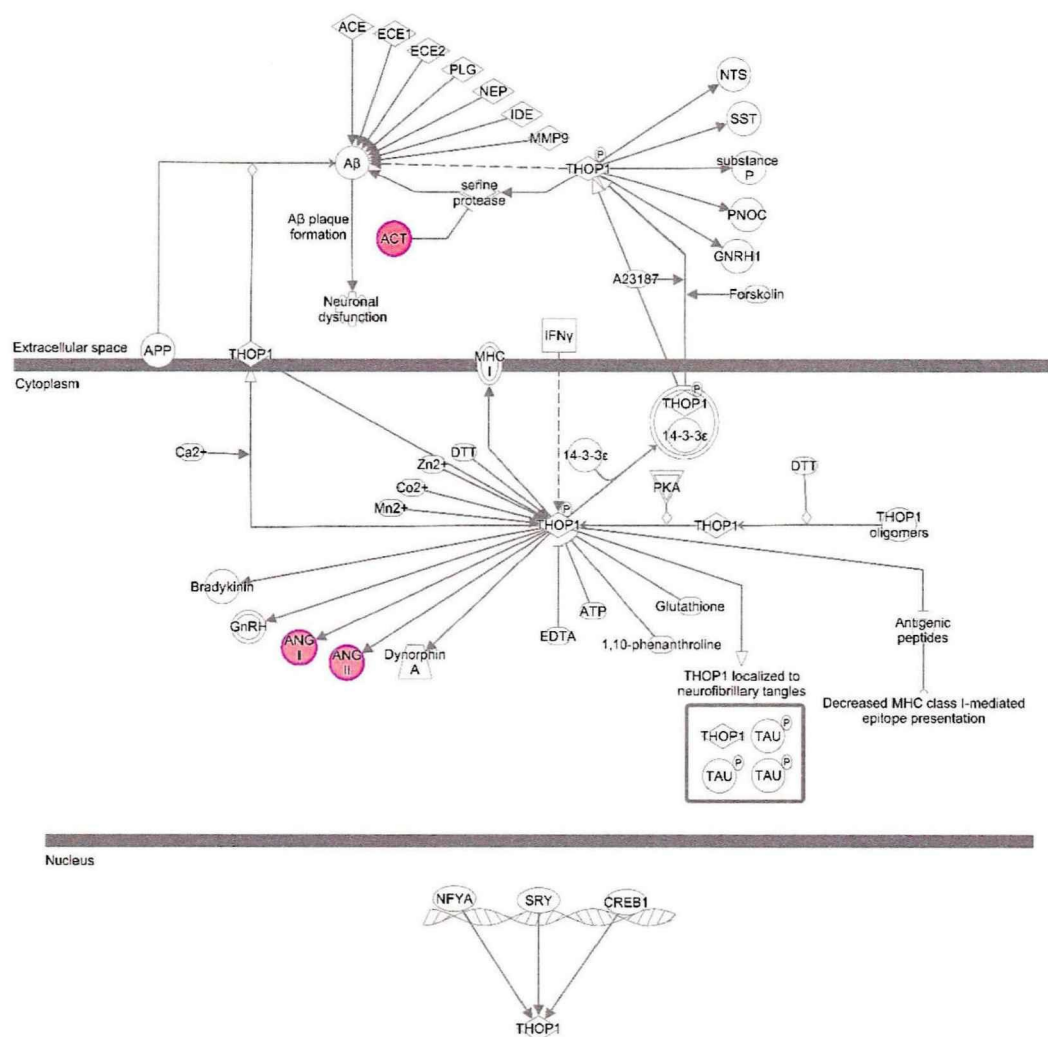 ACE
ECE1
ECE2
PLG
NEP
IDE
MMP9
Aβ
P
THOP1
NTS
SST
substance
P
PNOC
GNRH1
serine
protease
Aβ plaque
formation
ACT
A23187
Forskolin
Neuronal
dysfunction
IFNγ
Extracellular space
APP
THOP1
MHC
I
Cytoplasm
P
THOP1
14-3-3ε
Ca2+
DTT
Zn2+
14-3-3ε
Co2+
Mn2+
PKA
DTT
P
THOP1
THOP1
THOP1
oligomers
Bradykinin
GnRH
ANG
I
ANG
II
Dynorphin
A
EDTA
ATP
Glutathione
1,10-phenanthroline
Antigenic
peptides
THOP1 localized to
neurofibrillary tangles
Decreased MHC class I-mediated
epitope presentation
THOP1
TAU
P
TAU
P
TAU
P
Nucleus
NFYA
SRY
CREB1
THOP1